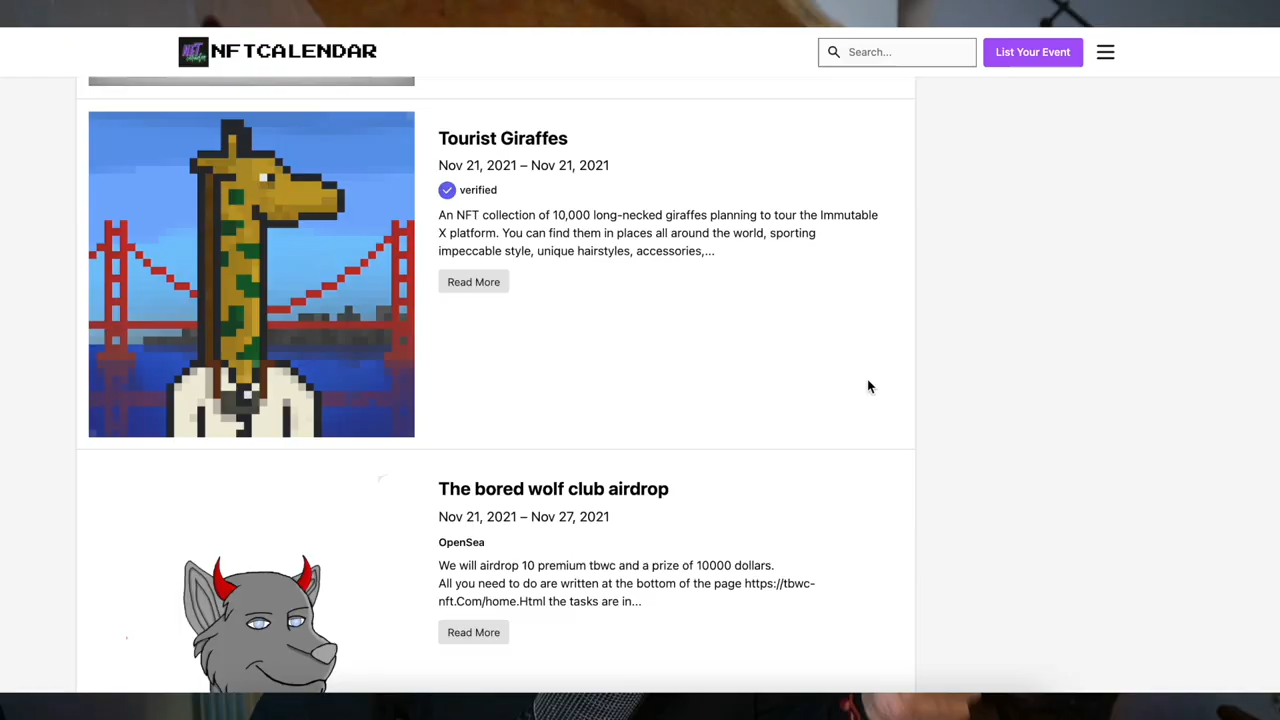 NFTCALENDAR
Search...
List Your Event
Tourist Giraffes
Nov 21, 2021 – Nov 21, 2021
verified
An NFT collection of 10,000 long-necked giraffes planning to tour the Immutable
X platform. You can find them in places all around the world, sporting
impeccable style, unique hairstyles, accessories,...
Read More
The bored wolf club airdrop
Nov 21, 2021 – Nov 27, 2021
OpenSea
We will airdrop 10 premium tbwc and a prize of 10000 dollars.
All you need to do are written at the bottom of the page https://tbwc-
nft.Com/home.Html the tasks are in...
Read More